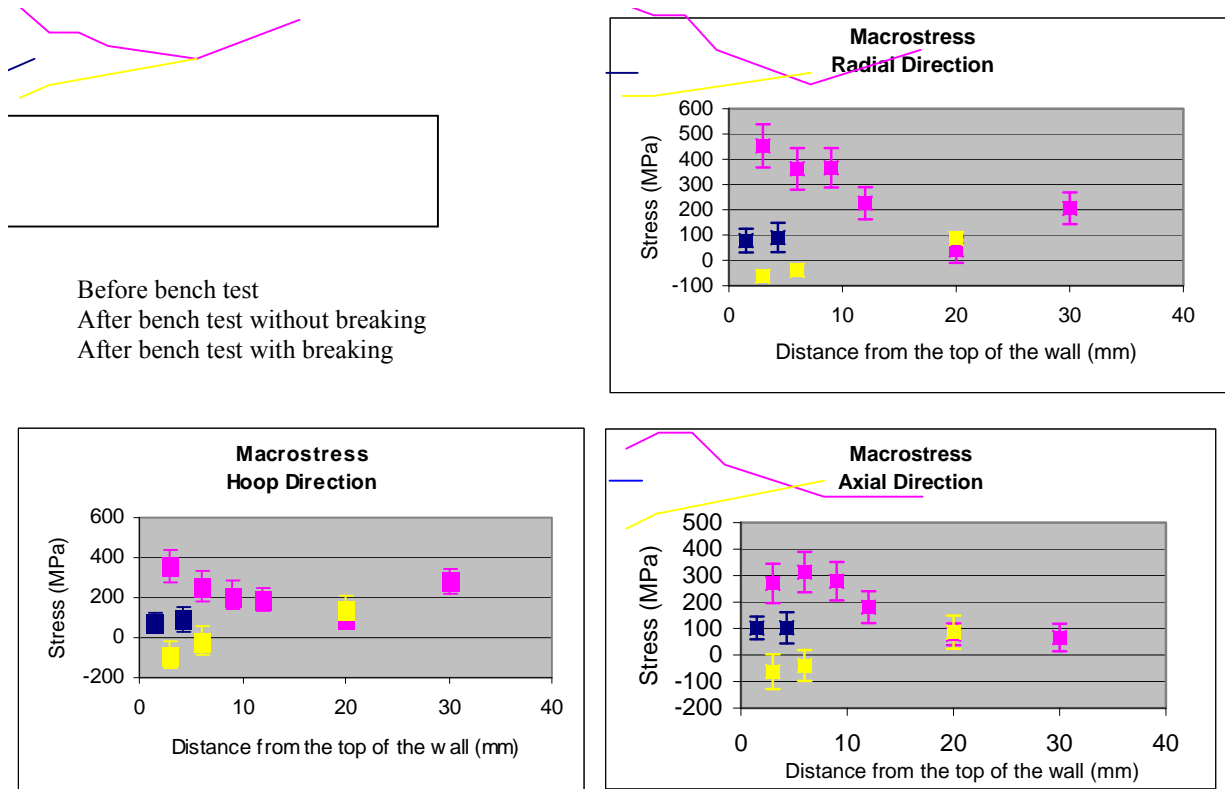 Before bench test
After bench test without breaking
After bench test with breaking
Macrostress
Radial Direction
Stress (MPa)
600
500
400
300
200
100
0
-100
0 10 20 30 40
Distance from the top of the wall (mm)
Macrostress
Hoop Direction
Stress (MPa)
600
400
200
0
-200
0 10 20 30 40
Distance from the top of the wall (mm)
Macrostress
Axial Direction
Stress (MPa)
500
400
300
200
100
0
-100
-200
0 10 20 30 40
Distance from the top of the wall (mm)